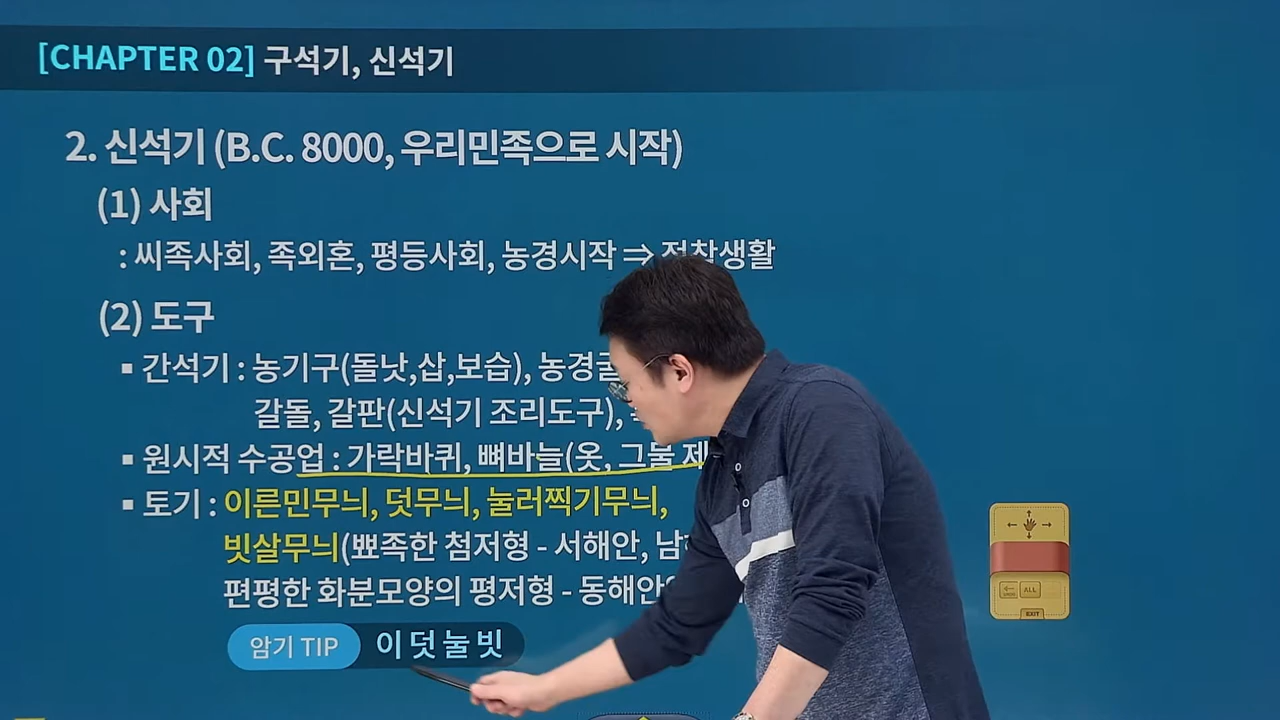 [CHAPTER 02] 구석기, 신석기
2. 신석기 (B.C. 8000, 우리민족으로 시작)
(1) 사회
: 씨족사회, 족외혼, 평등사회, 농경시작 ⇒ 정착생활
(2) 도구
▪ 간석기 : 농기구(돌낫,삽,보습), 농경굴
갈돌, 갈판(신석기 조리도구),
▪ 원시적 수공업 : 가락바퀴, 뼈바늘(옷, 그물 제
▪ 토기 : 이른민무늬, 덧무늬, 눌러찍기무늬,
빗살무늬(뾰족한 첨저형 - 서해안, 남
편평한 화분모양의 평저형 - 동해안
암기 TIP 이 덧 눌 빗
ALL
EXIT